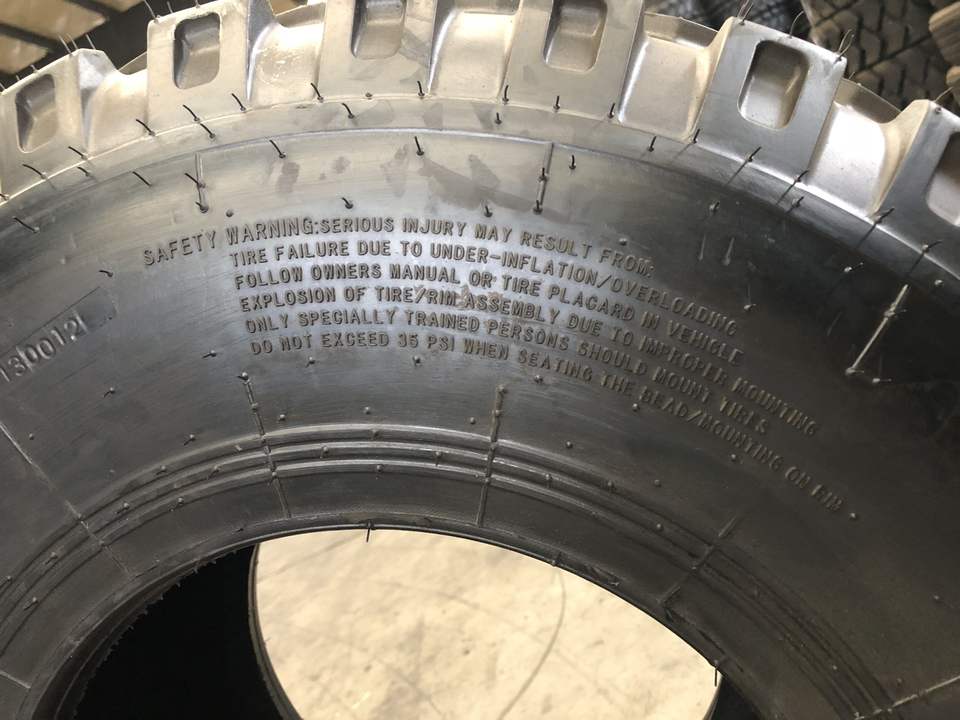 SAFETY WARNING:SERIOUS INJURY MAY RESULT FROM:
TIRE FAILURE DUE TO UNDER-INFLATION/OVERLOADING
FOLLOW OWNERS MANUAL OR TIRE PLACARD IN VEHICLE
EXPLOSION OF TIRE/RIM ASSEMBLY DUE TO IMPROPER MOUNTING
ONLY SPECIALLY TRAINED PERSONS SHOULD MOUNT TIRES
DO NOT EXCEED 35 PSI WHEN SEATING THE BEAD/MOUNTING ON RIM